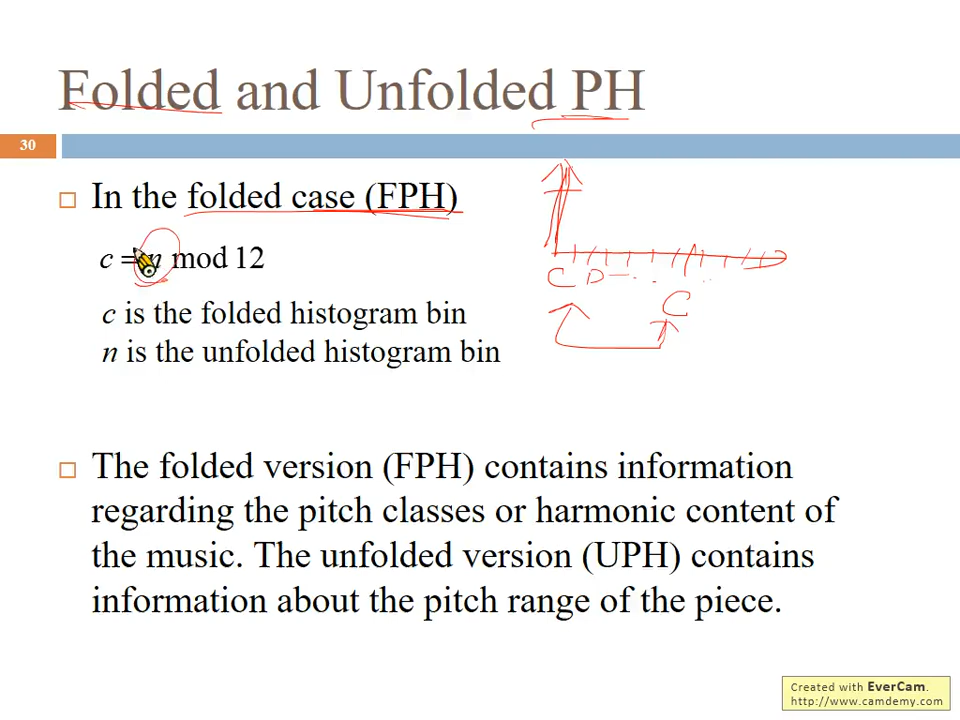 Folded and Unfolded PH
30
In the folded case (FPH)
c = n mod 12
c is the folded histogram bin
n is the unfolded histogram bin
C D
C
The folded version (FPH) contains information
regarding the pitch classes or harmonic content of
the music. The unfolded version (UPH) contains
information about the pitch range of the piece.
Created with EverCam.
http://www.camdemy.com